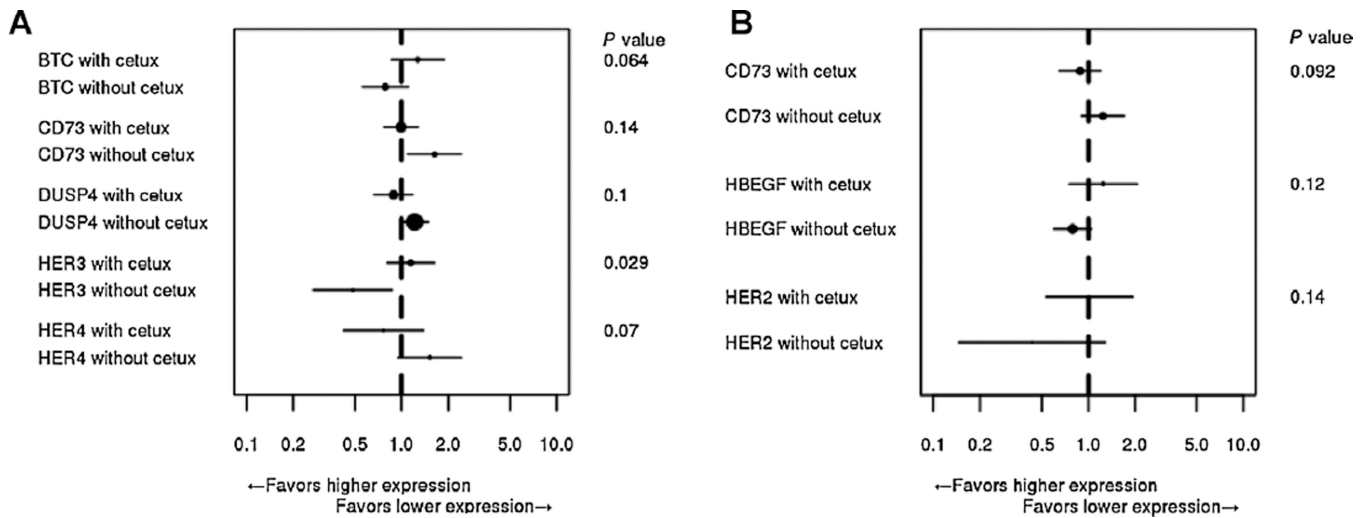 A
P value
BTC with cetux 0.064
BTC without cetux
CD73 with cetux 0.14
CD73 without cetux
DUSP4 with cetux 0.1
DUSP4 without cetux
HER3 with cetux 0.029
HER3 without cetux
HER4 with cetux 0.07
HER4 without cetux
0.1 0.2 0.5 1.0 2.0 5.0 10.0
←Favors higher expression
Favors lower expression→
B
P value
CD73 with cetux 0.092
CD73 without cetux
HBEGF with cetux 0.12
HBEGF without cetux
HER2 with cetux 0.14
HER2 without cetux
0.1 0.2 0.5 1.0 2.0 5.0 10.0
←Favors higher expression
Favors lower expression→